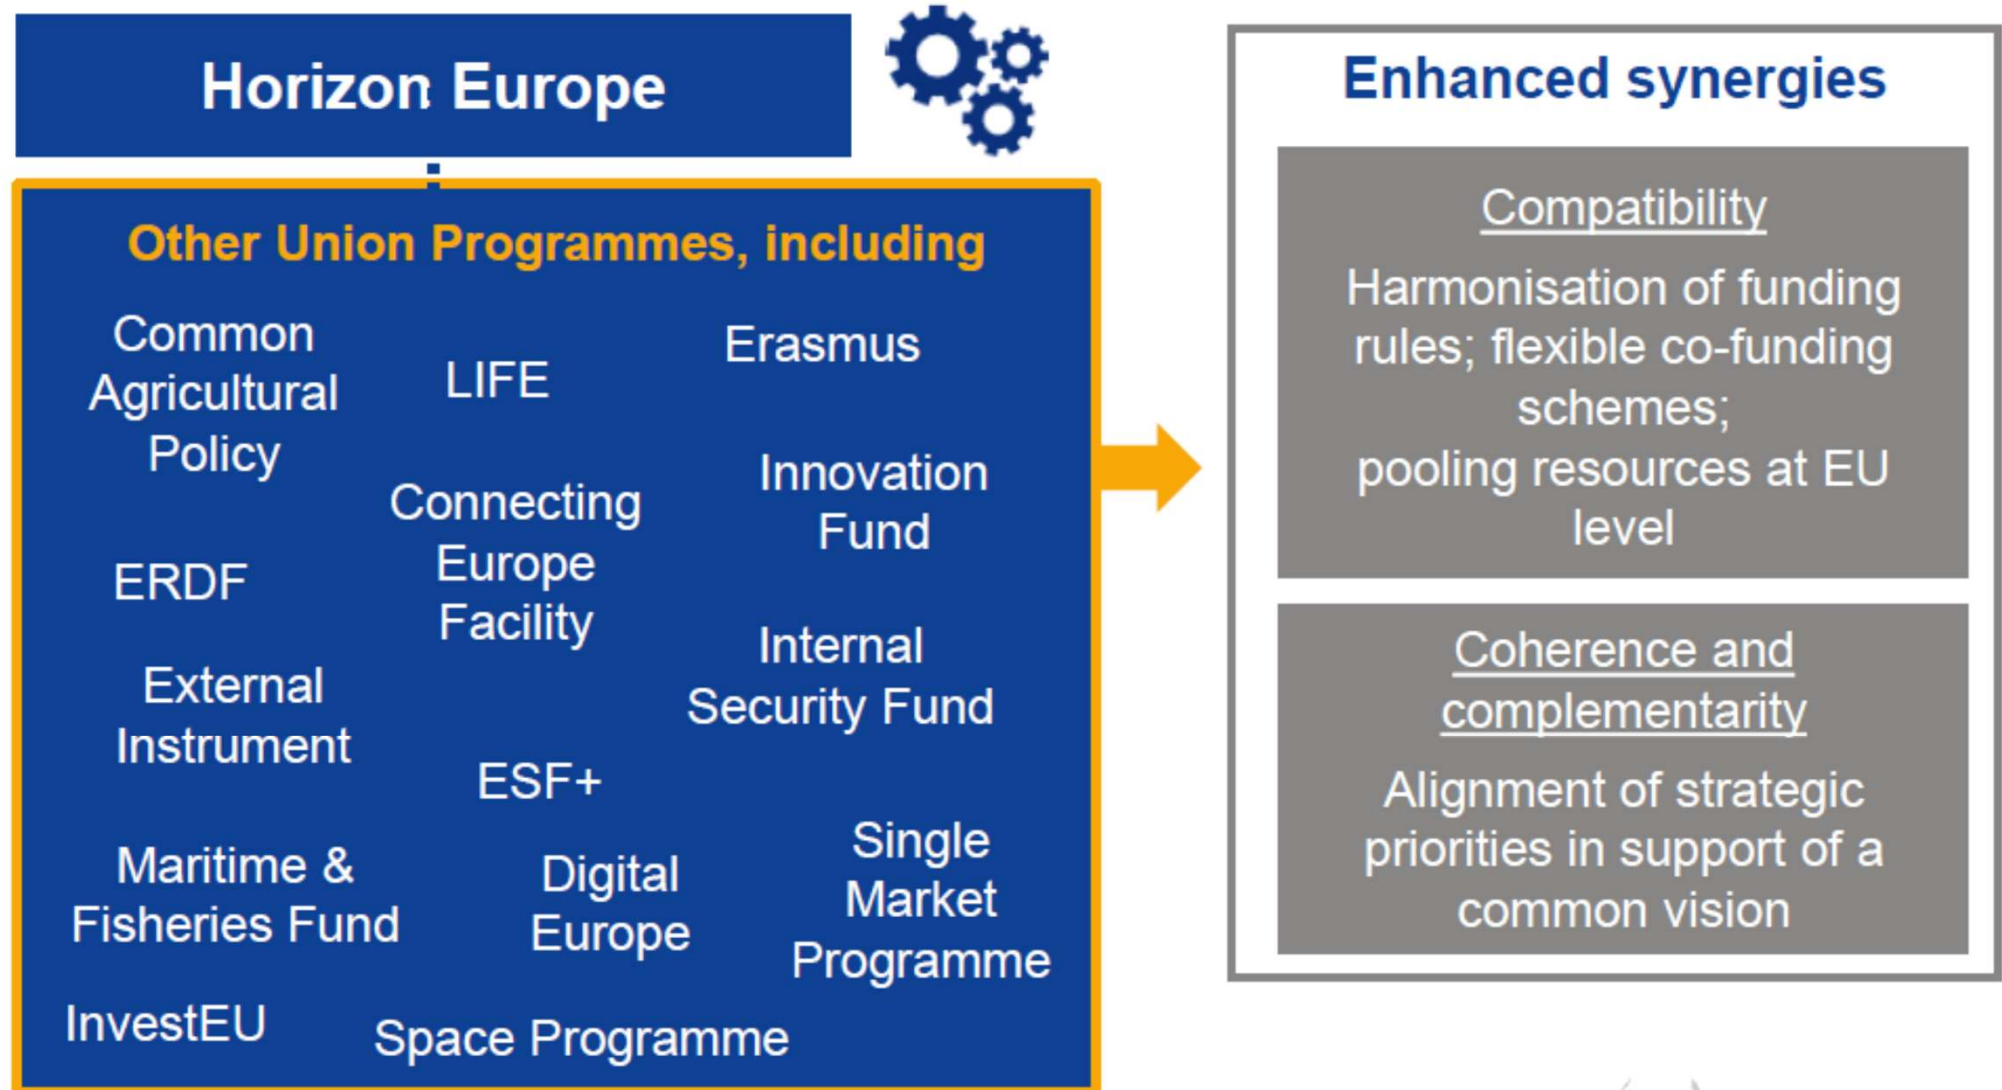 Horizon Europe
Other Union Programmes, including
Common
Agricultural
Policy
LIFE
Erasmus
Connecting
Europe
Facility
Innovation
Fund
ERDF
External
Instrument
Internal
Security Fund
ESF+
Maritime &
Fisheries Fund
Digital
Europe
Single
Market
Programme
InvestEU
Space Programme
Enhanced synergies
Compatibility
Harmonisation of funding
rules; flexible co-funding
schemes;
pooling resources at EU
level
Coherence and
complementarity
Alignment of strategic
priorities in support of a
common vision